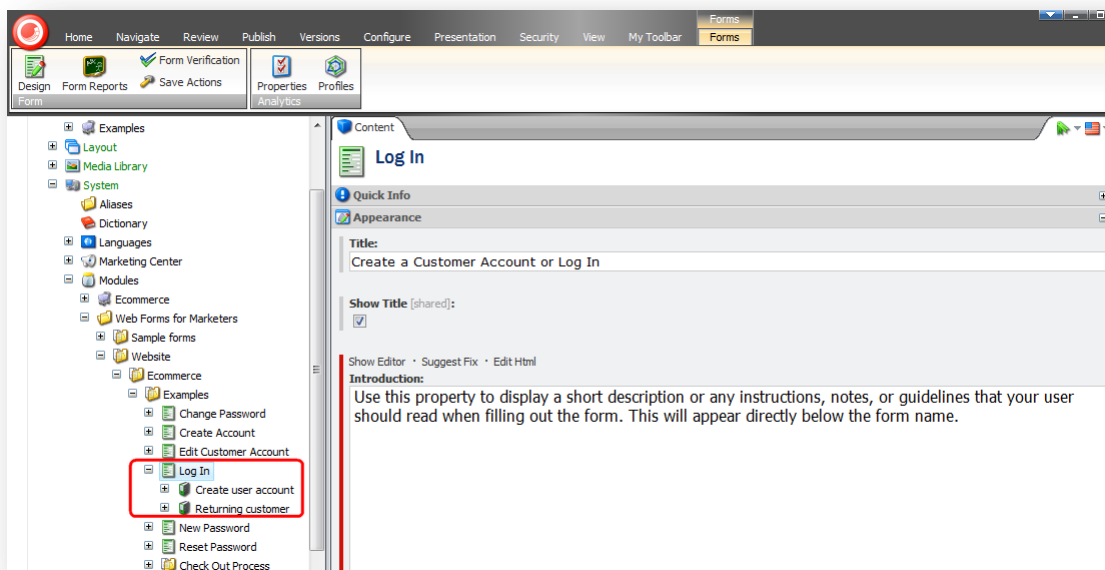 Forms
Home Navigate Review Publish Versions Configure Presentation Security View My Toolbar Forms
Design Form Reports Form Verification Save Actions Properties Profiles
Form Analytics
Examples
Layout
Media Library
System
Aliases
Dictionary
Languages
Marketing Center
Modules
Ecommerce
Web Forms for Marketers
Sample forms
Website
Ecommerce
Examples
Change Password
Create Account
Edit Customer Account
Log In
Create user account
Returning customer
New Password
Reset Password
Check Out Process
Content
Log In
Quick Info
Appearance
Title:
Create a Customer Account or Log In
Show Title [shared]:
Show Editor · Suggest Fix · Edit Html
Introduction:
Use this property to display a short description or any instructions, notes, or guidelines that your user
should read when filling out the form. This will appear directly below the form name.